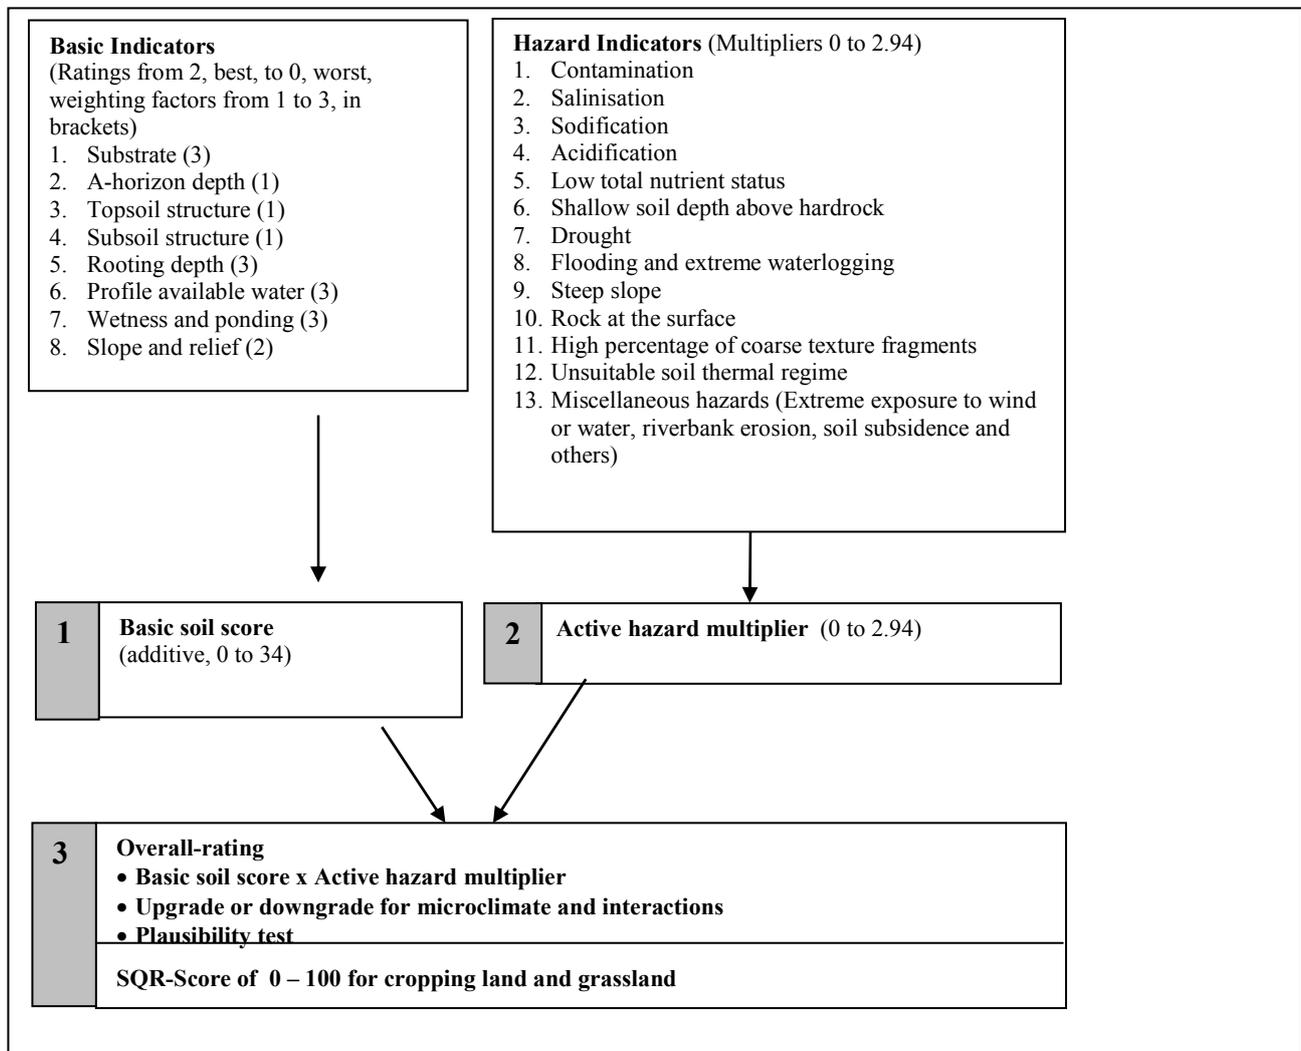 Basic Indicators
(Ratings from 2, best, to 0, worst,
weighting factors from 1 to 3, in
brackets)
1. Substrate (3)
2. A-horizon depth (1)
3. Topsoil structure (1)
4. Subsoil structure (1)
5. Rooting depth (3)
6. Profile available water (3)
7. Wetness and ponding (3)
8. Slope and relief (2)
Hazard Indicators (Multipliers 0 to 2.94)
1. Contamination
2. Salinisation
3. Sodification
4. Acidification
5. Low total nutrient status
6. Shallow soil depth above hardrock
7. Drought
8. Flooding and extreme waterlogging
9. Steep slope
10. Rock at the surface
11. High percentage of coarse texture fragments
12. Unsuitable soil thermal regime
13. Miscellaneous hazards (Extreme exposure to wind
or water, riverbank erosion, soil subsidence and
others)
1
Basic soil score
(additive, 0 to 34)
2
Active hazard multiplier (0 to 2.94)
3
Overall-rating
• Basic soil score x Active hazard multiplier
• Upgrade or downgrade for microclimate and interactions
• Plausibility test
SQR-Score of 0 – 100 for cropping land and grassland